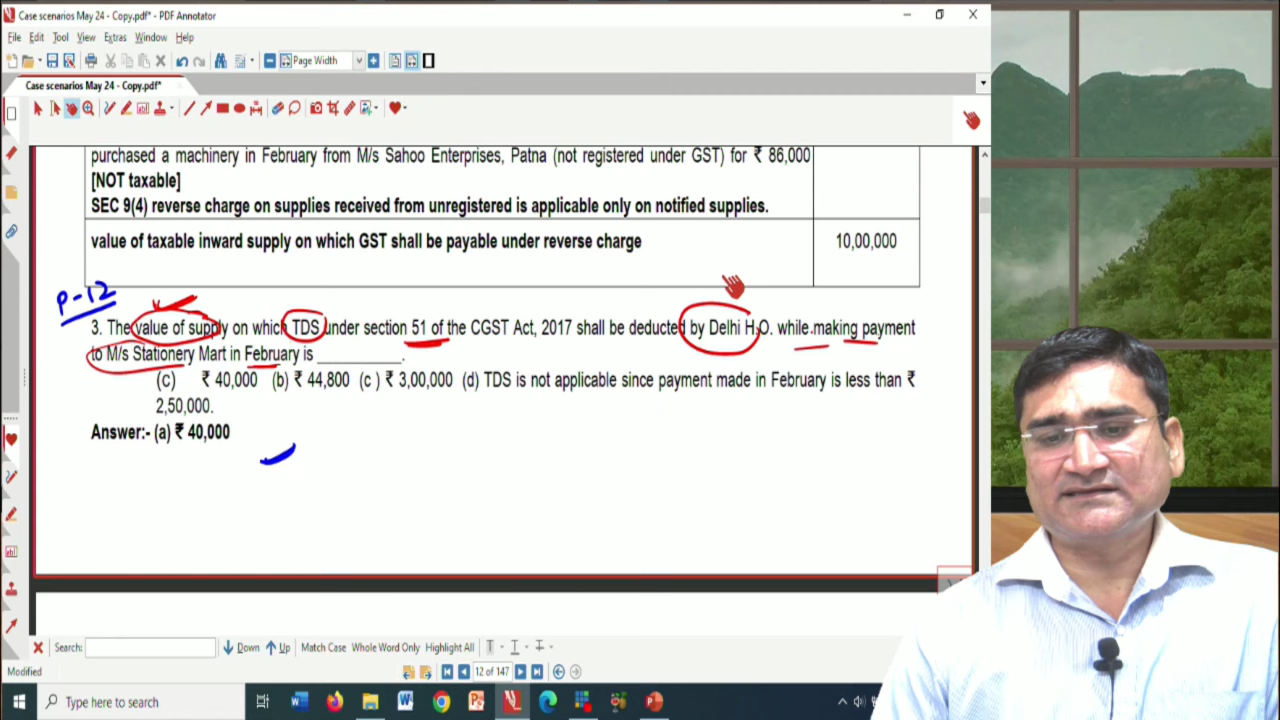 Case scenarios May 24 - Copy.pdf* - PDF Annotator
File Edit Tool View Extras Window Help
Page Width
Case scenarios May 24 - Copy.pdf*
purchased a machinery in February from M/s Sahoo Enterprises, Patna (not registered under GST) for ₹ 86,000
[NOT taxable]
SEC 9(4) reverse charge on supplies received from unregistered is applicable only on notified supplies.
value of taxable inward supply on which GST shall be payable under reverse charge 10,00,000
P-12
3. The value of supply on which TDS under section 51 of the CGST Act, 2017 shall be deducted by Delhi H.O. while making payment
to M/s Stationery Mart in February is __________.
(c) ₹ 40,000 (b) ₹ 44,800 (c ) ₹ 3,00,000 (d) TDS is not applicable since payment made in February is less than ₹
2,50,000.
Answer:- (a) ₹ 40,000
Search: Down Up Match Case Whole Word Only Highlight All
Modified 12 of 147
Type here to search